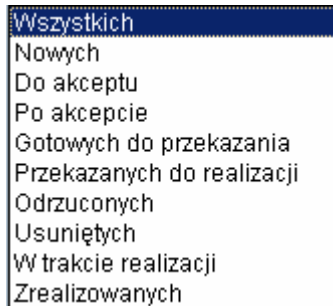 Wszystkich
Nowych
Do akceptu
Po akcepcie
Gotowych do przekazania
Przekazanych do realizacji
Odrzuconych
Usuniętych
W trakcie realizacji
Zrealizowanych